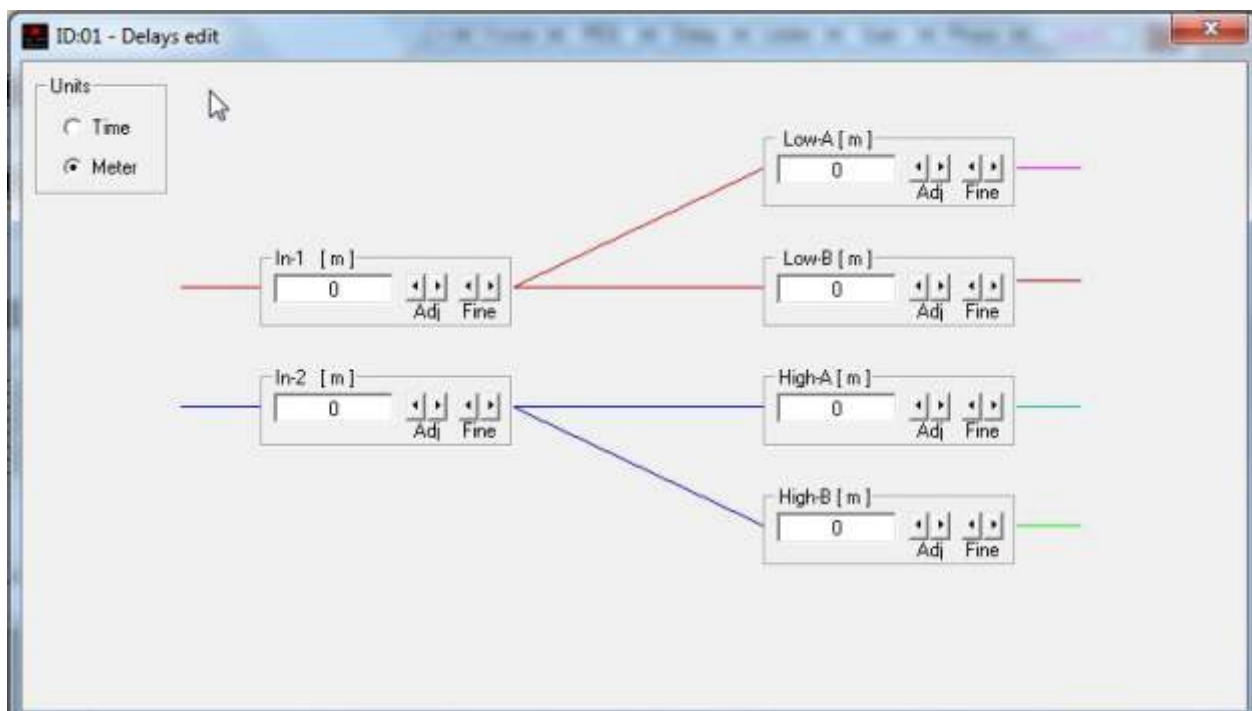 ID:01 - Delays edit
Units
Time
Meter
Low-A [ m ]
0
Adj Fine
In-1 [ m ]
0
Adj Fine
Low-B [ m ]
0
Adj Fine
In-2 [ m ]
0
Adj Fine
High-A [ m ]
0
Adj Fine
High-B [ m ]
0
Adj Fine